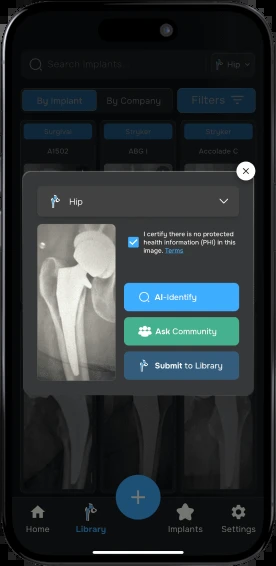 Search implants...
Hip
By Implant
By Company
Filters
Stryker
Stryker
Stryker
A1502
ABG I
Accolade C
Hip
I certify there is no protected
health information (PHI) in this
image. Terms
AI-identify
Ask Community
Submit to Library
Home
Library
Implants
Settings